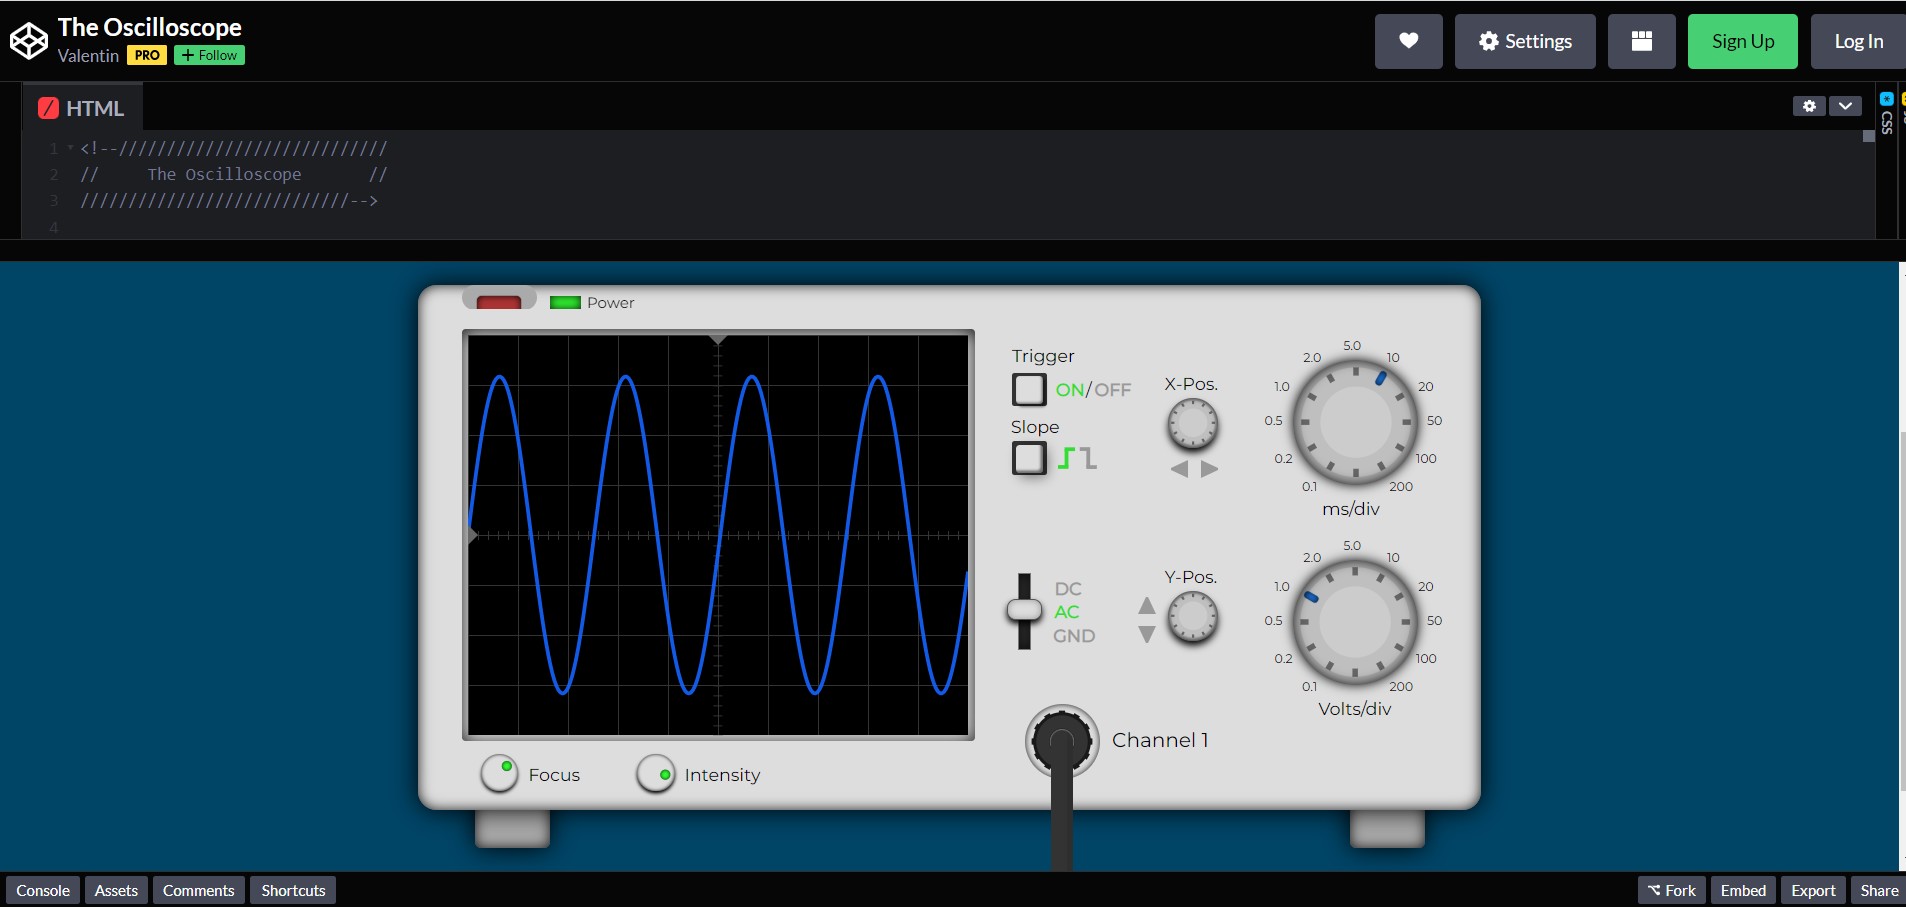 The Oscilloscope
Valentin PRO + Follow
Settings
Sign Up
Log In
HTML
CSS
1 <!--////////////////////////////
2 // The Oscilloscope //
3 ////////////////////////////-->
4
Power
Trigger
ON/OFF
Slope
X-Pos.
0.1 0.2 0.5 1.0 2.0 5.0 10 20 50 100 200
ms/div
DC
AC
GND
Y-Pos.
0.1 0.2 0.5 1.0 2.0 5.0 10 20 50 100 200
Volts/div
Channel 1
Focus
Intensity
Console Assets Comments Shortcuts
Fork Embed Export Share